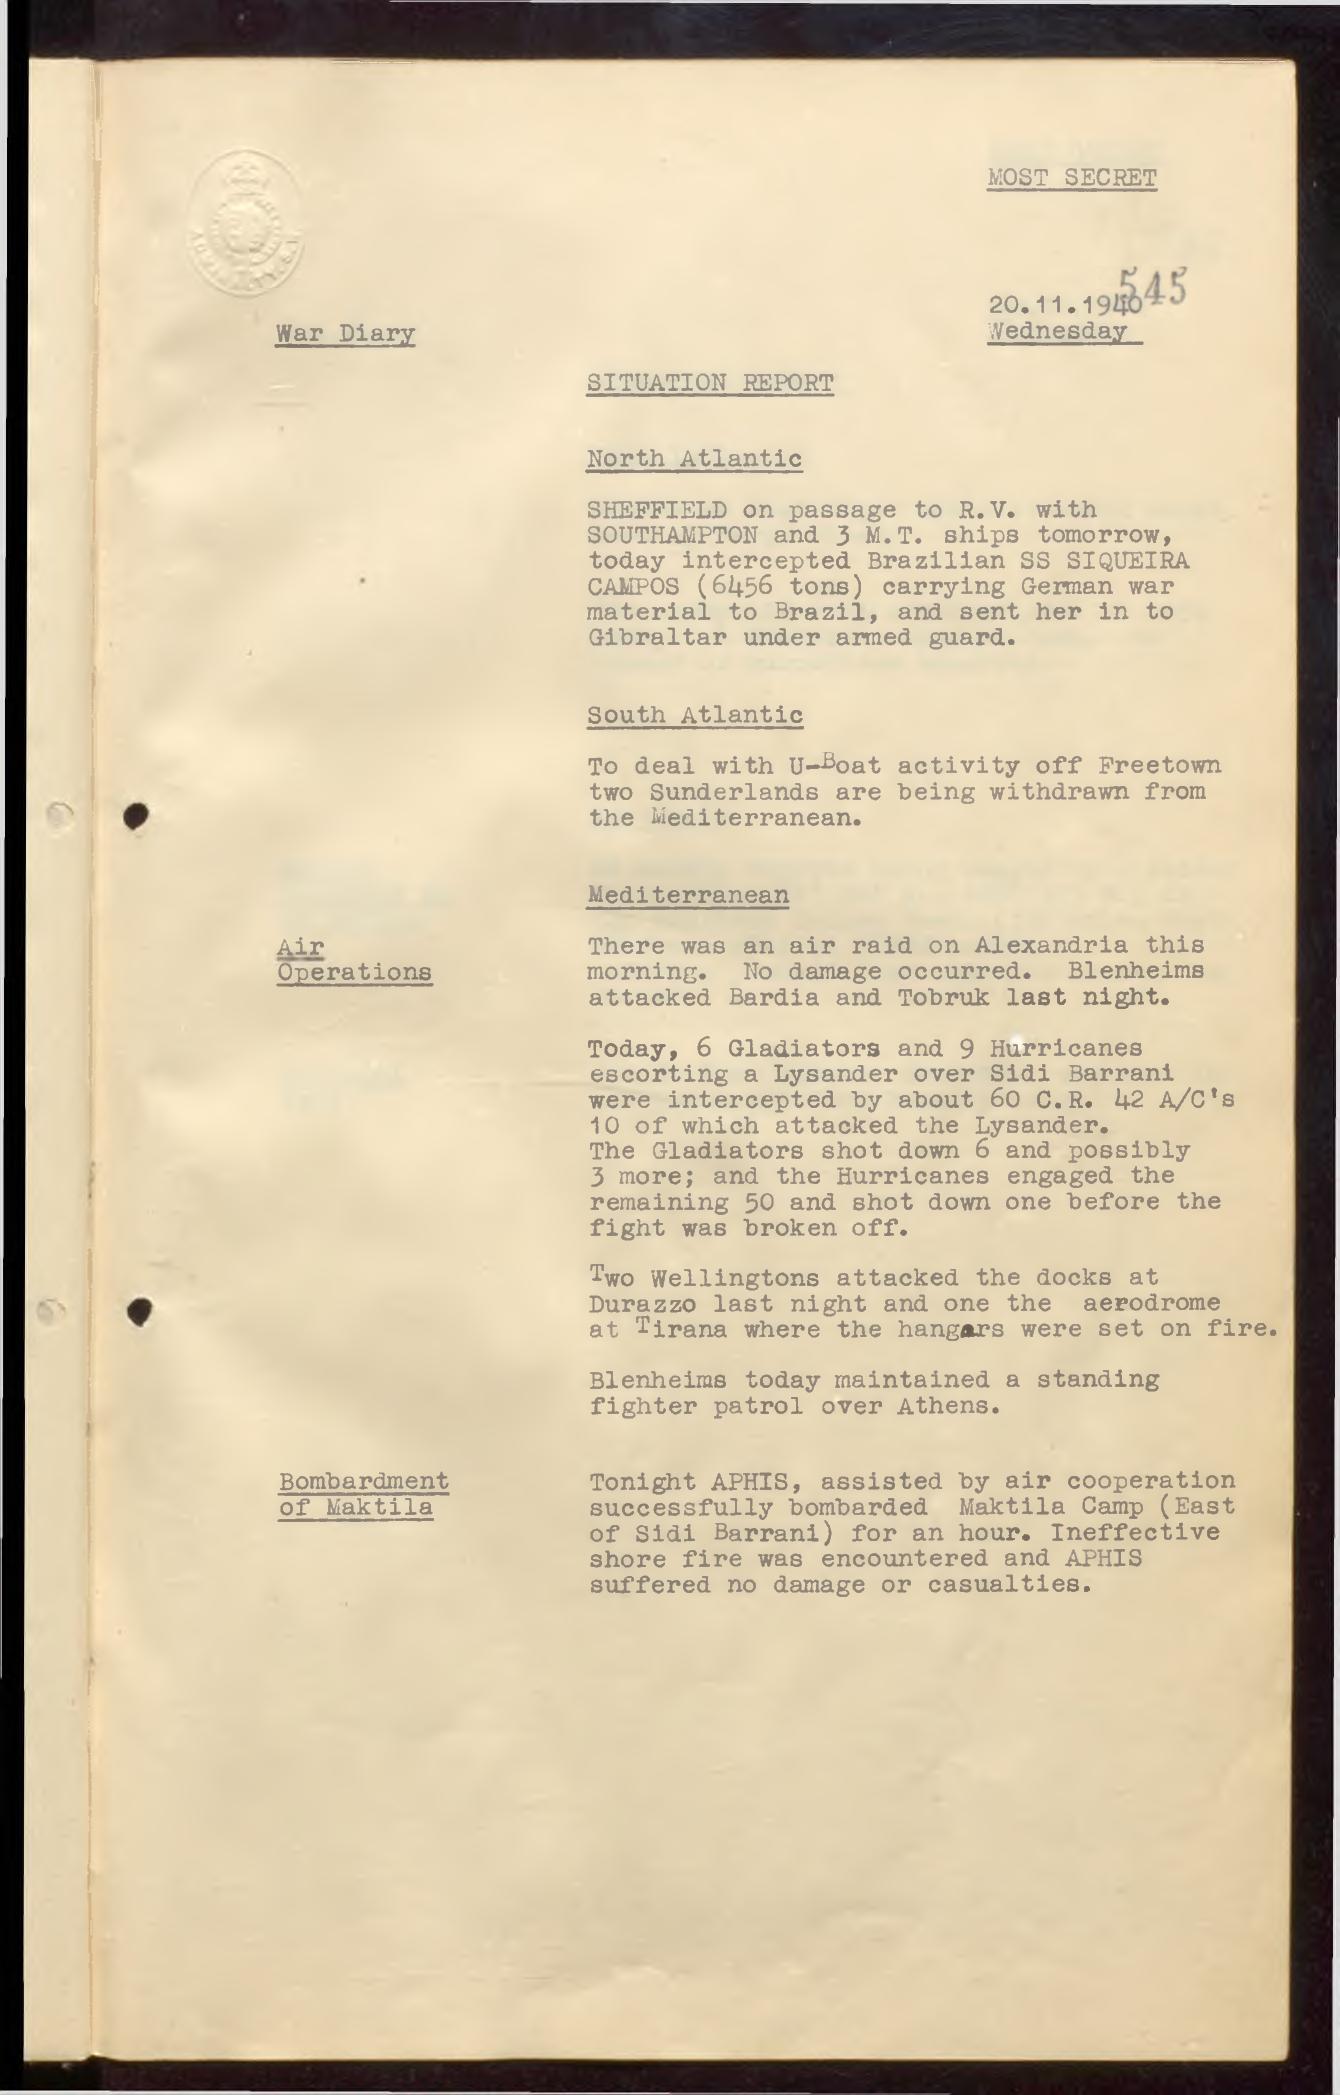 MOST SECRET
545
20.11.1940
Wednesday
War Diary
SITUATION REPORT
North Atlantic
SHEFFIELD on passage to R.V. with
SOUTHAMPTON and 3 M.T. ships tomorrow,
today intercepted Brazilian SS SIQUEIRA
CAMPOS (6456 tons) carrying German war
material to Brazil, and sent her in to
Gibraltar under armed guard.
South Atlantic
To deal with U-Boat activity off Freetown
two Sunderlands are being withdrawn from
the Mediterranean.
Mediterranean
Air
Operations
There was an air raid on Alexandria this
morning. No damage occurred. Blenheims
attacked Bardia and Tobruk last night.
Today, 6 Gladiators and 9 Hurricanes
escorting a Lysander over Sidi Barrani
were intercepted by about 60 C.R. 42 A/C's
10 of which attacked the Lysander.
The Gladiators shot down 6 and possibly
3 more; and the Hurricanes engaged the
remaining 50 and shot down one before the
fight was broken off.
Two Wellingtons attacked the docks at
Durazzo last night and one the aerodrome
at Tirana where the hangars were set on fire.
Blenheims today maintained a standing
fighter patrol over Athens.
Bombardment
of Maktila
Tonight APHIS, assisted by air cooperation
successfully bombarded Maktila Camp (East
of Sidi Barrani) for an hour. Ineffective
shore fire was encountered and APHIS
suffered no damage or casualties.